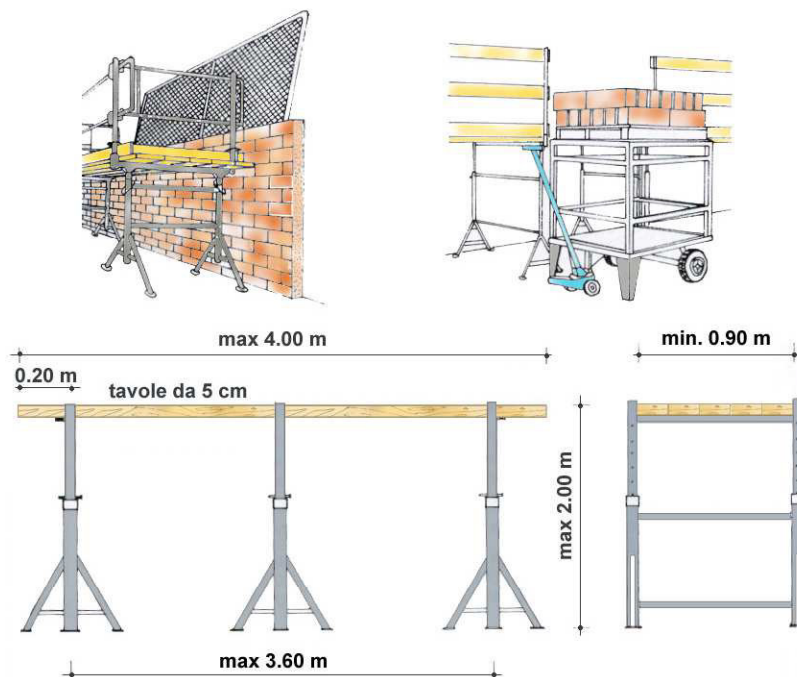 max 4.00 m
min. 0.90 m
0.20 m
tavole da 5 cm
max 2.00 m
max 3.60 m